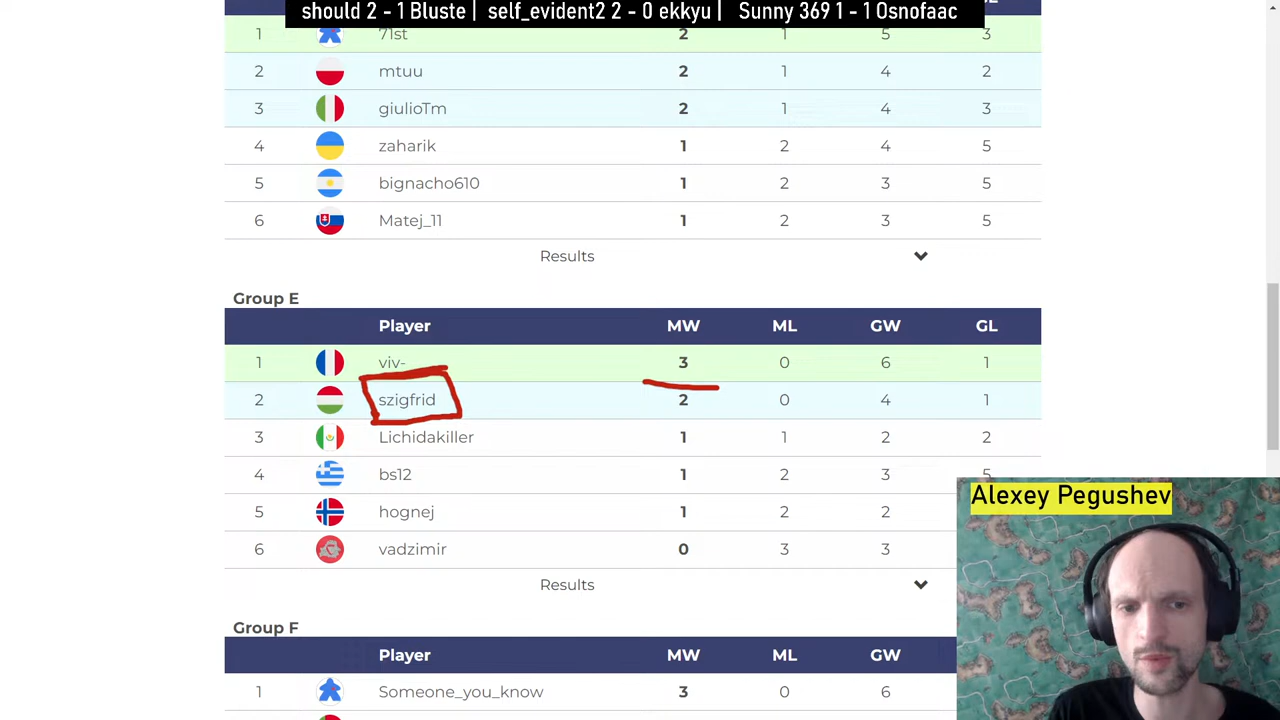 should 2 - 1 Bluste | self_evident2 2 - 0 ekkyu | Sunny 369 1 - 1 Osnofaac
1 71st 2 1 5 3
2 mtuu 2 1 4 2
3 giulioTm 2 1 4 3
4 zaharik 1 2 4 5
5 bignacho610 1 2 3 5
6 Matej_11 1 2 2 5
Results
Group E
Player MW ML GW GL
1 viv- 3 0 6 1
2 szigfrid 2 0 4 1
3 Lichidakiller 1 1 2 2
4 bs12 1 2 3 5
5 hognej 1 2 2
6 vadzimir 0 3 3
Results
Alexey Pegushev
Group F
Player MW ML GW
1 Someone_you_know 3 0 6